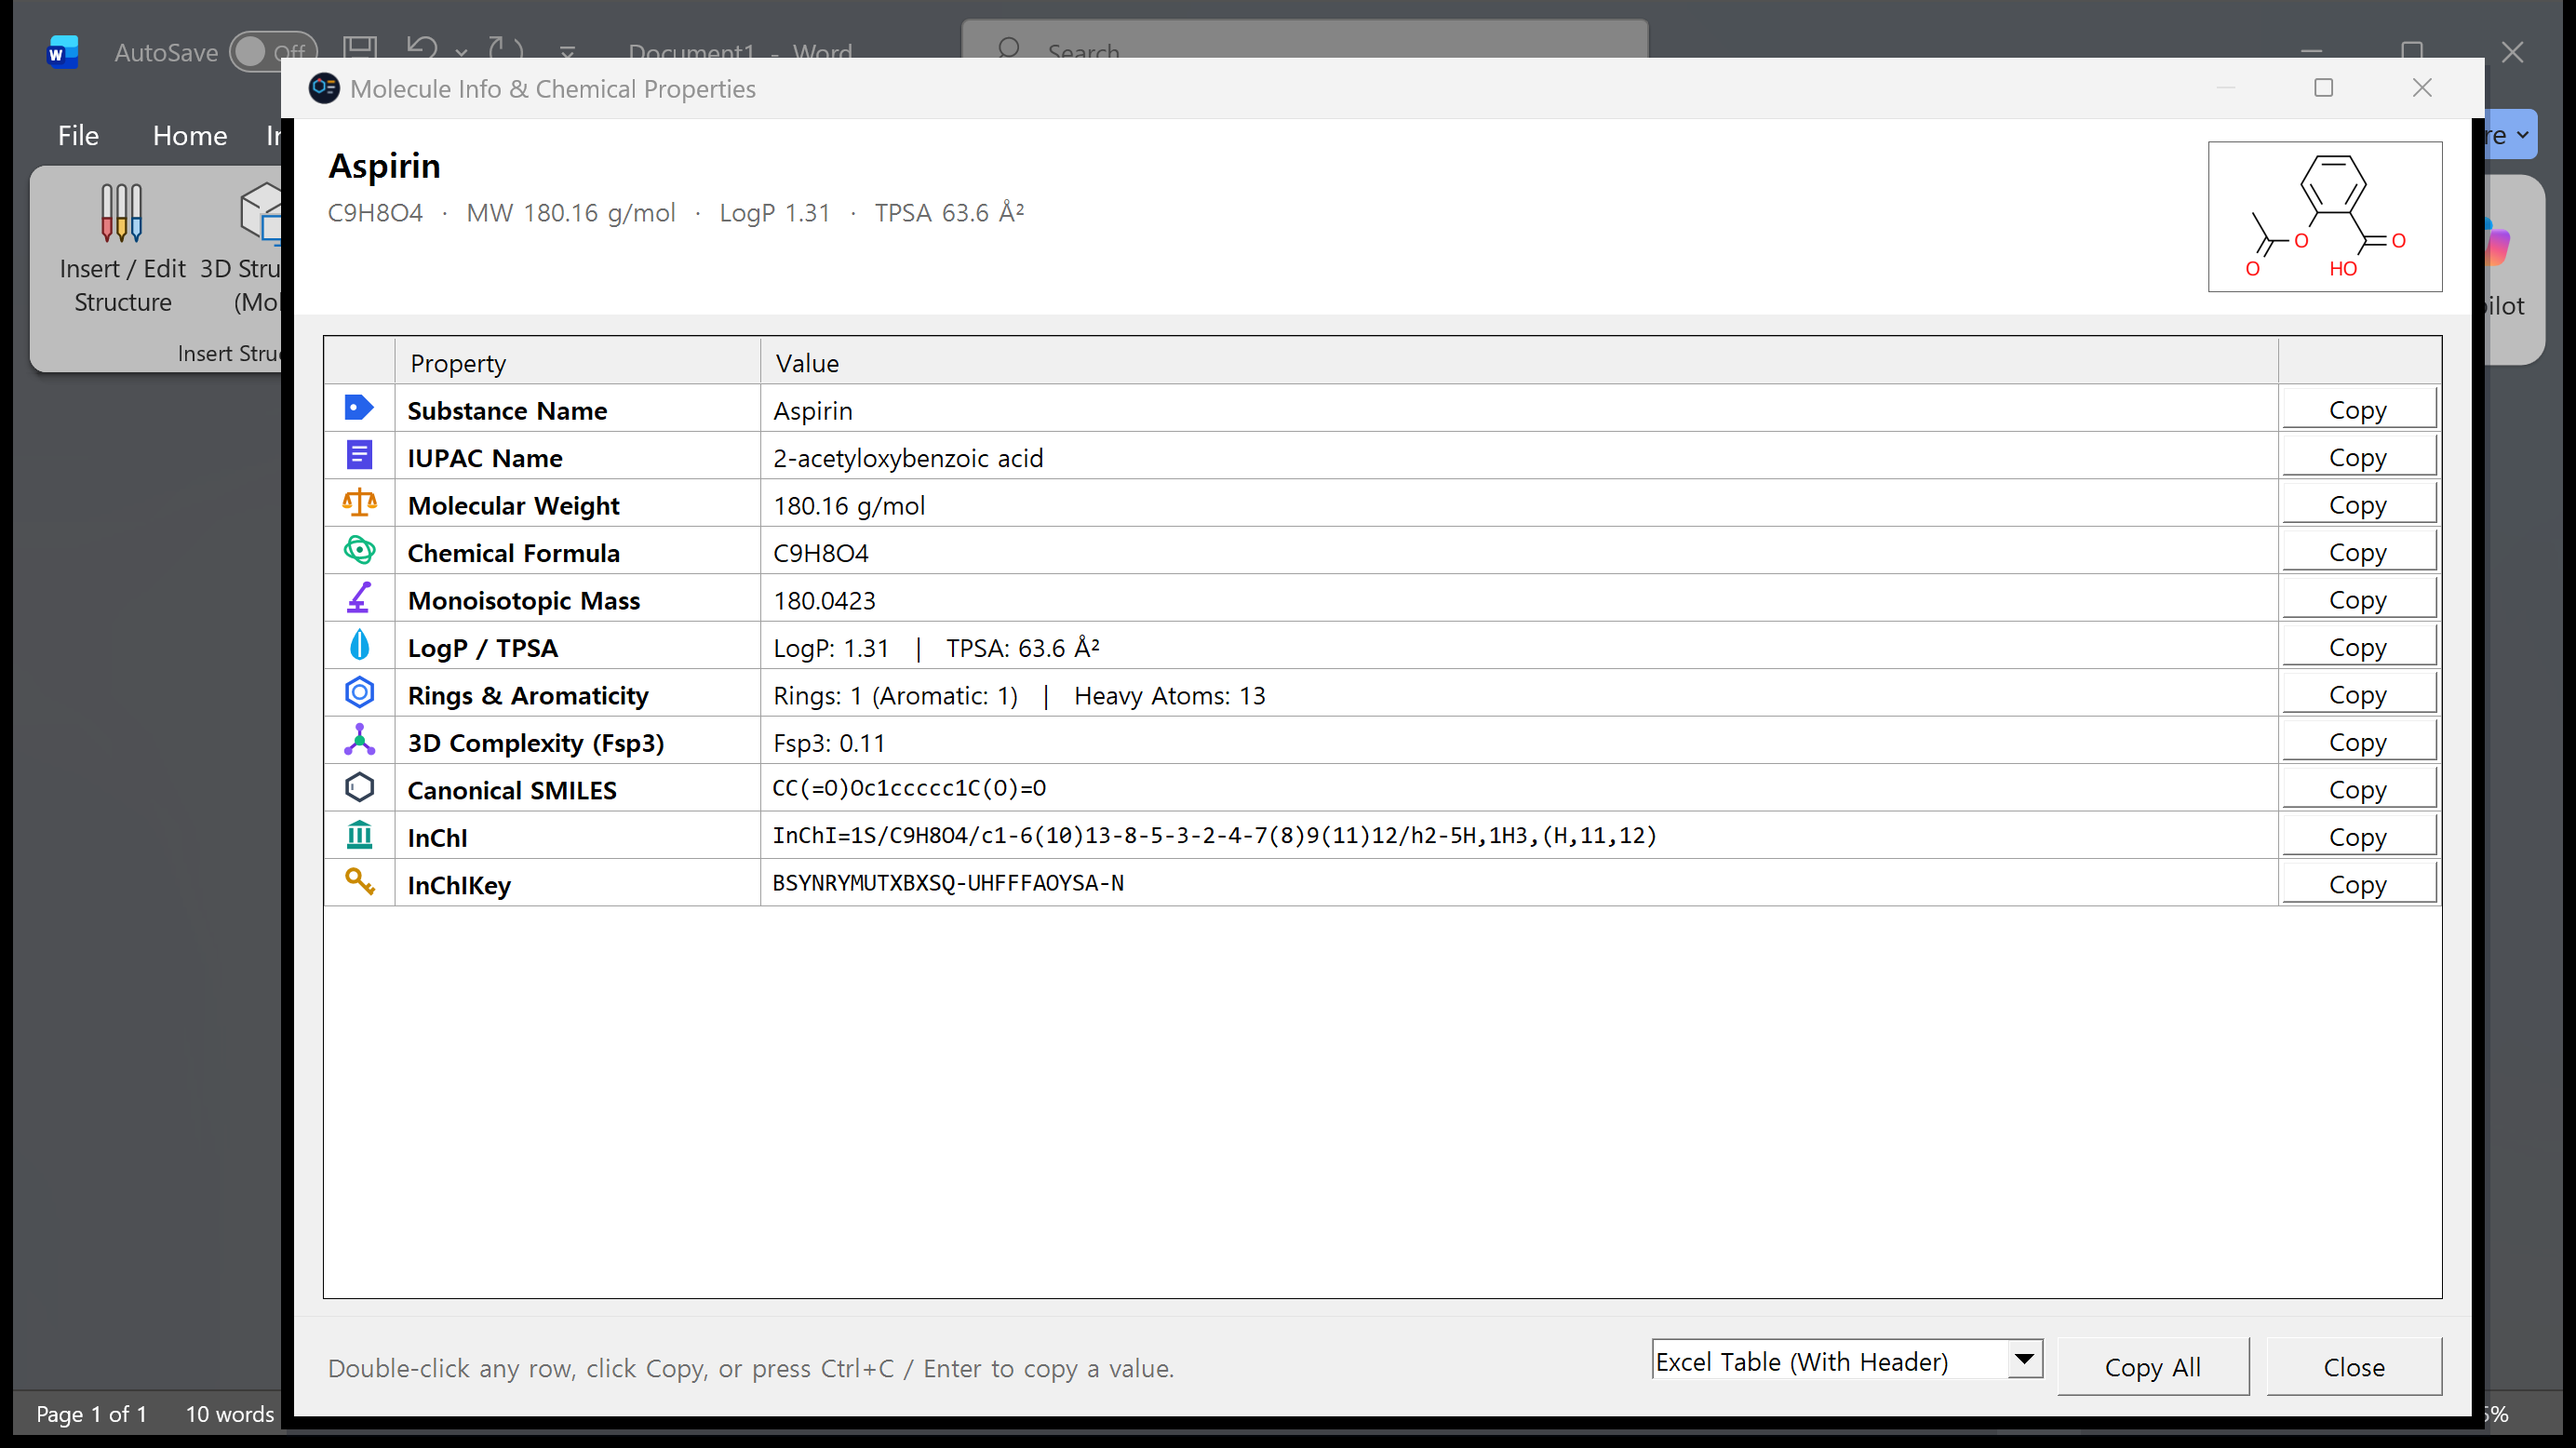 AutoSave Off Document1 - Word Search
Molecule Info & Chemical Properties
File Home
Aspirin
C9H8O4 · MW 180.16 g/mol · LogP 1.31 · TPSA 63.6 Å²
O
O
O
HO
Insert / Edit
Structure
3D
Insert
Property Value
Substance Name Aspirin Copy
IUPAC Name 2-acetyloxybenzoic acid Copy
Molecular Weight 180.16 g/mol Copy
Chemical Formula C9H8O4 Copy
Monoisotopic Mass 180.0423 Copy
LogP / TPSA LogP: 1.31 | TPSA: 63.6 Å² Copy
Rings & Aromaticity Rings: 1 (Aromatic: 1) | Heavy Atoms: 13 Copy
3D Complexity (Fsp3) Fsp3: 0.11 Copy
Canonical SMILES CC(=O)Oc1ccccc1C(O)=O Copy
InChI InChI=1S/C9H8O4/c1-6(10)13-8-5-3-2-4-7(8)9(11)12/h2-5H,1H3,(H,11,12) Copy
InChIKey BSYNRYMUTXBXSQ-UHFFFAOYSA-N Copy
Double-click any row, click Copy, or press Ctrl+C / Enter to copy a value.
Excel Table (With Header) Copy All Close
Page 1 of 1 10 words